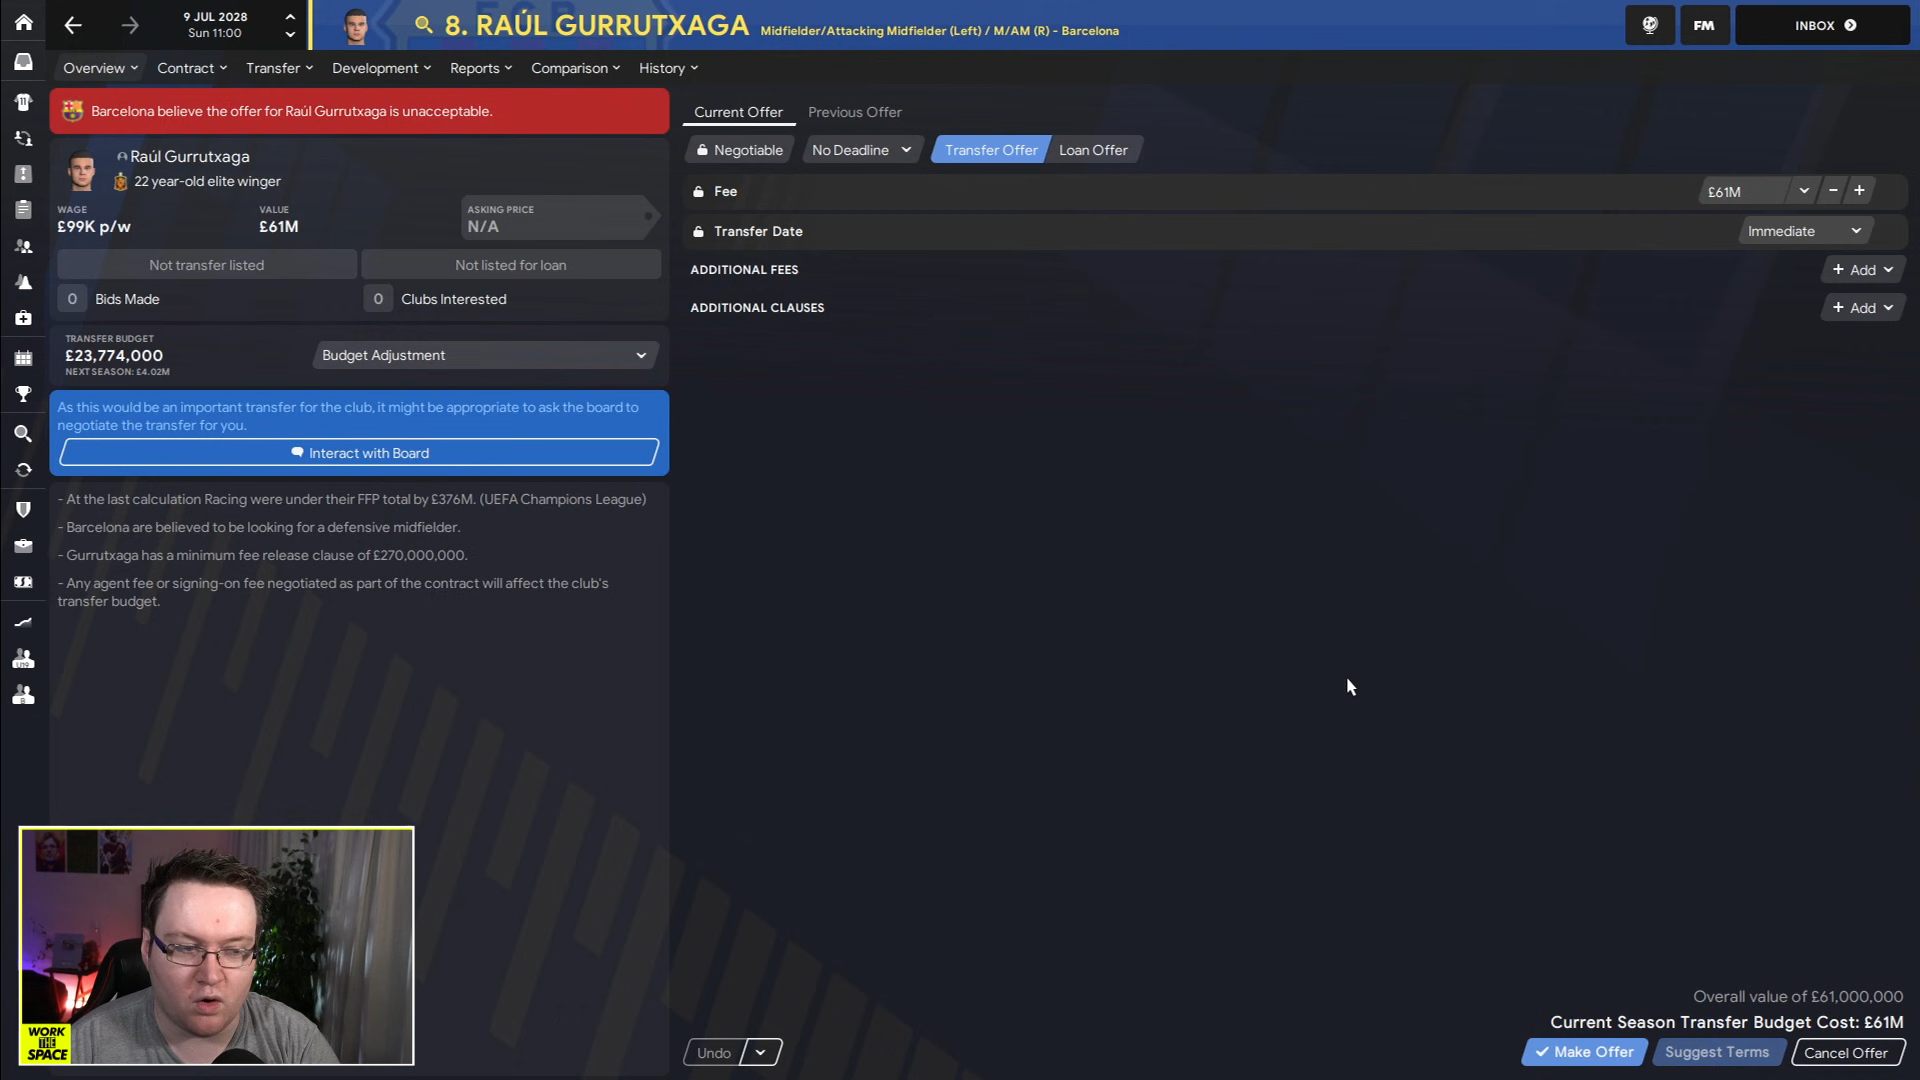 9 JUL 2028
Sun 11:00
8. RAÚL GURRUTXAGA
Midfielder/Attacking Midfielder (Left) / M/AM (R) - Barcelona
FM
INBOX
Overview
Contract
Transfer
Development
Reports
Comparison
History
Barcelona believe the offer for Raúl Gurrutxaga is unacceptable.
Raúl Gurrutxaga
22 year-old elite winger
WAGE
£99K p/w
VALUE
£61M
ASKING PRICE
N/A
Not transfer listed
Not listed for loan
0 Bids Made
0 Clubs Interested
TRANSFER BUDGET
£23,774,000
NEXT SEASON: £4.02M
Budget Adjustment
As this would be an important transfer for the club, it might be appropriate to ask the board to
negotiate the transfer for you.
Interact with Board
- At the last calculation Racing were under their FFP total by £376M. (UEFA Champions League)
- Barcelona are believed to be looking for a defensive midfielder.
- Gurrutxaga has a minimum fee release clause of £270,000,000.
- Any agent fee or signing-on fee negotiated as part of the contract will affect the club's
transfer budget.
Current Offer
Previous Offer
Negotiable
No Deadline
Transfer Offer
Loan Offer
Fee
£61M
Transfer Date
Immediate
ADDITIONAL FEES
+ Add
ADDITIONAL CLAUSES
+ Add
WORK
THE
SPACE
Undo
Overall value of £61,000,000
Current Season Transfer Budget Cost: £61M
Make Offer
Suggest Terms
Cancel Offer